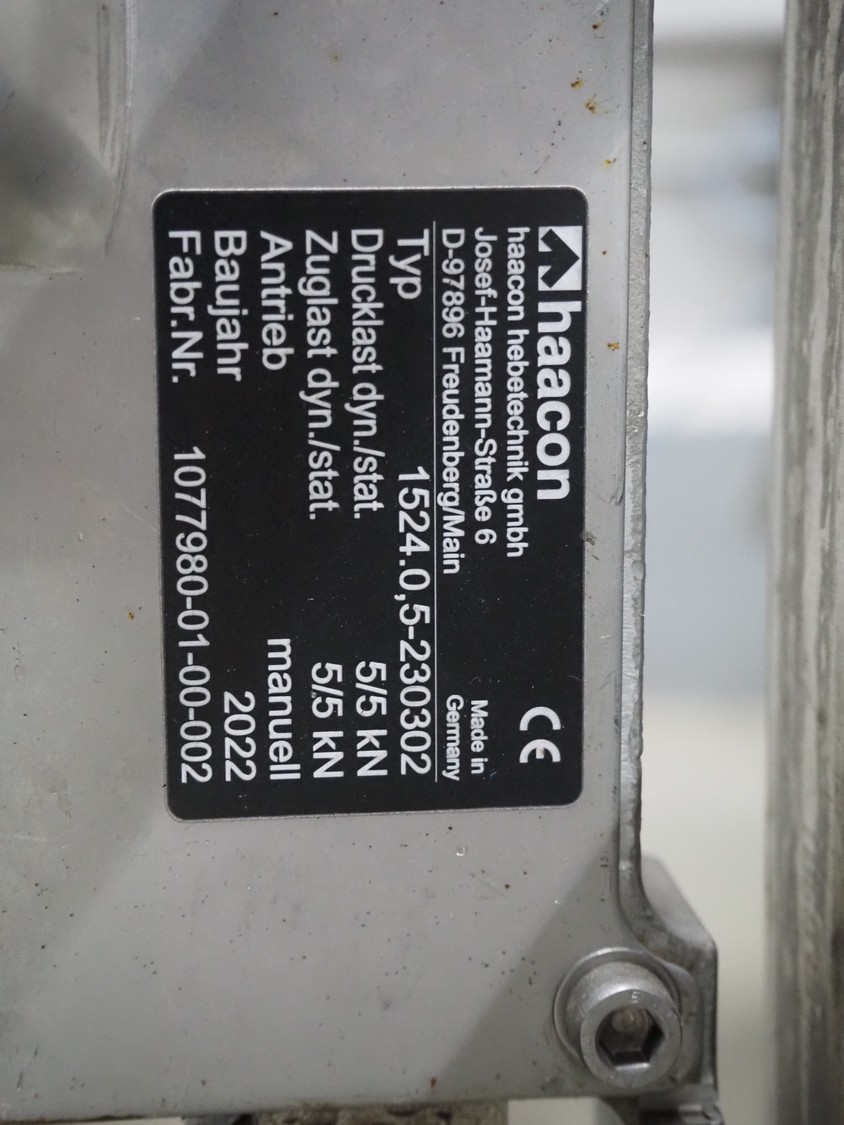 haacon
CE
haacon hebetechnik gmbh
Josef-Haamann-Straße 6
D-97896 Freudenberg/Main
Made in
Germany
Typ 1524.0,5-230302
Drucklast dyn./stat. 5/5 kN
Zuglast dyn./stat. 5/5 kN
Antrieb manuell
Baujahr 2022
Fabr.Nr. 1077980-01-00-002